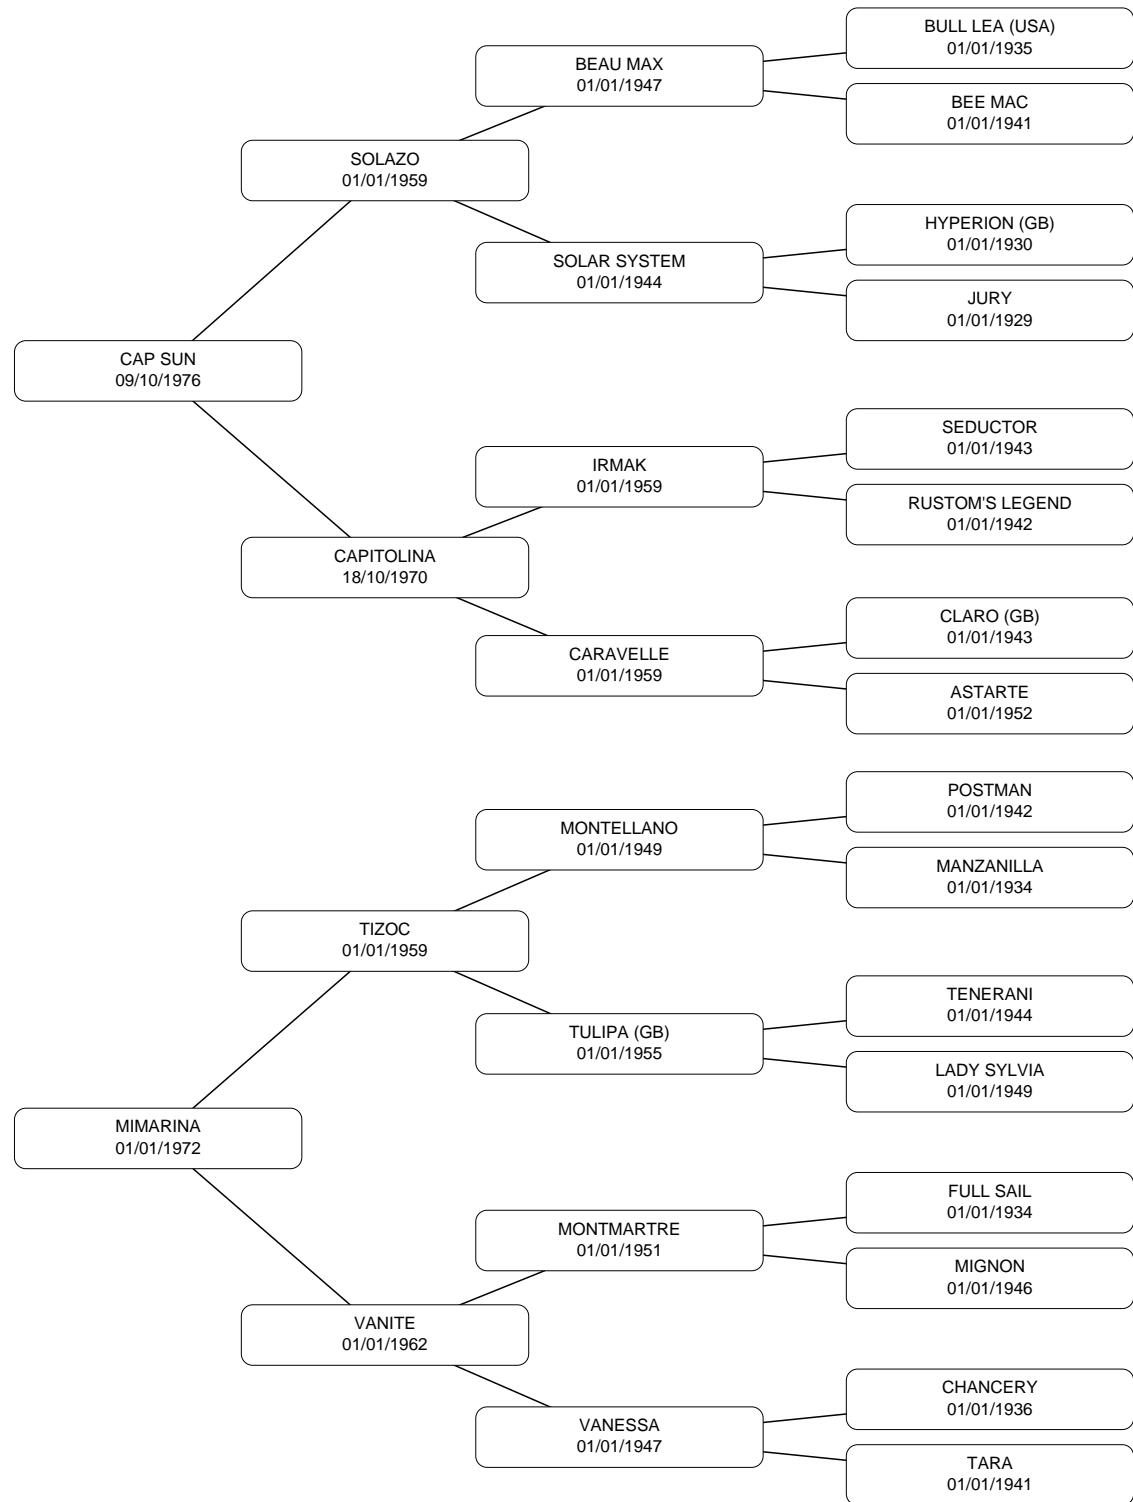 BULL LEA (USA)
01/01/1935
BEAU MAX
01/01/1947
BEE MAC
01/01/1941
SOLAZO
01/01/1959
HYPERION (GB)
01/01/1930
SOLAR SYSTEM
01/01/1944
JURY
01/01/1929
CAP SUN
09/10/1976
SEDUCTOR
01/01/1943
IRMAK
01/01/1959
RUSTOM'S LEGEND
01/01/1942
CAPITOLINA
18/10/1970
CLARO (GB)
01/01/1943
CARAVELLE
01/01/1959
ASTARTE
01/01/1952
POSTMAN
01/01/1942
MONTELLANO
01/01/1949
MANZANILLA
01/01/1934
TIZOC
01/01/1959
TENERANI
01/01/1944
TULIPA (GB)
01/01/1955
LADY SYLVIA
01/01/1949
MIMARINA
01/01/1972
FULL SAIL
01/01/1934
MONTMARTRE
01/01/1951
MIGNON
01/01/1946
VANITE
01/01/1962
CHANCERY
01/01/1936
VANESSA
01/01/1947
TARA
01/01/1941